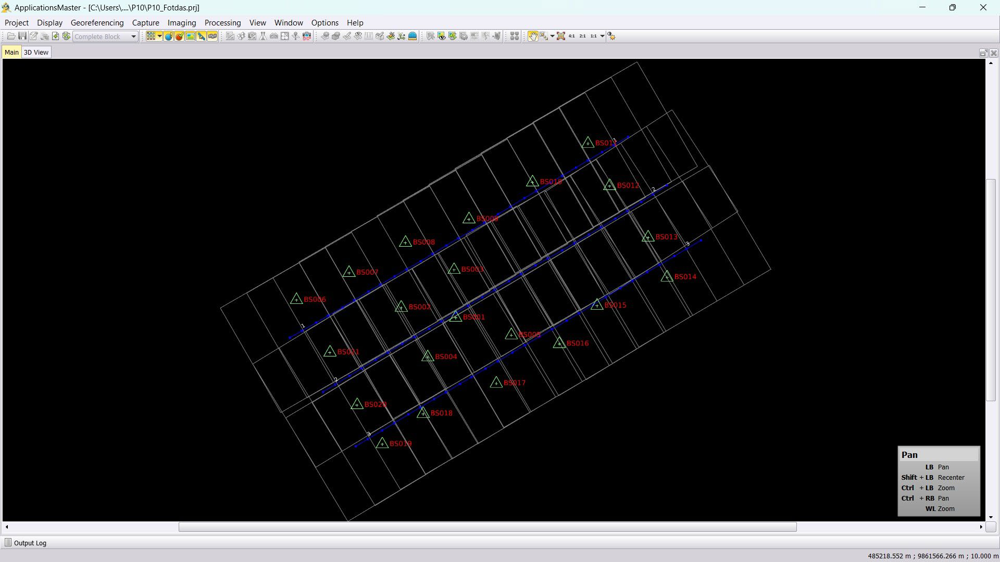 ApplicationsMaster - [C:\Users\....\P10\P10_Fotdas.prj]
Project Display Georeferencing Capture Imaging Processing View Window Options Help
Complete Block 4:1 2:1 1:1
Main 3D View
1
BS011
BS010
BS012
2
BS009
BS013
BS008
3
BS007
BS003
BS014
BS006
BS002
BS015
BS001
1
BS005
BS016
BS021
BS004
2
BS017
BS020
BS018
3
BS019
Pan
LB Pan
Shift + LB Recenter
Ctrl + LB Zoom
Ctrl + RB Pan
WL Zoom
Output Log
485218.552 m ; 9861566.266 m ; 10.000 m